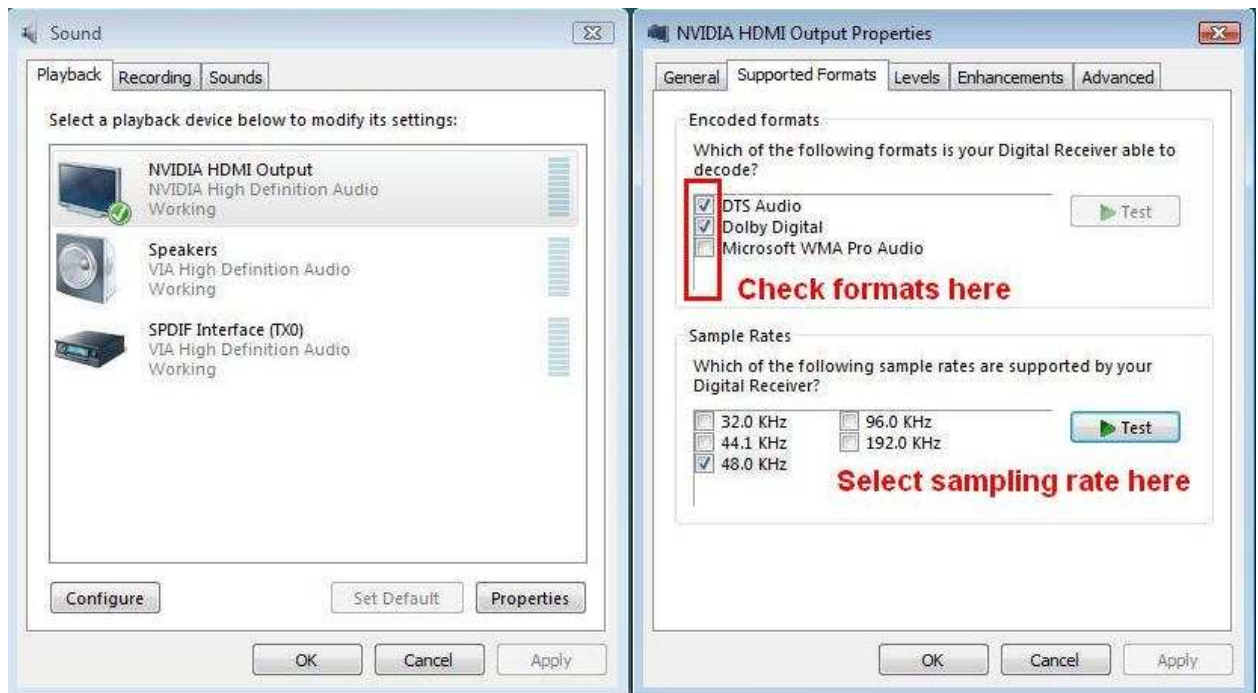 Sound
Playback Recording Sounds
Select a playback device below to modify its settings:
NVIDIA HDMI Output
NVIDIA High Definition Audio
Working
Speakers
VIA High Definition Audio
Working
SPDIF Interface (TX0)
VIA High Definition Audio
Working
Configure Set Default Properties
OK Cancel Apply
NVIDIA HDMI Output Properties
General Supported Formats Levels Enhancements Advanced
Encoded formats
Which of the following formats is your Digital Receiver able to
decode?
DTS Audio
Test
Dolby Digital
Microsoft WMA Pro Audio
Check formats here
Sample Rates
Which of the following sample rates are supported by your
Digital Receiver?
32.0 KHz 96.0 KHz
Test
44.1 KHz 192.0 KHz
48.0 KHz
Select sampling rate here
OK Cancel Apply